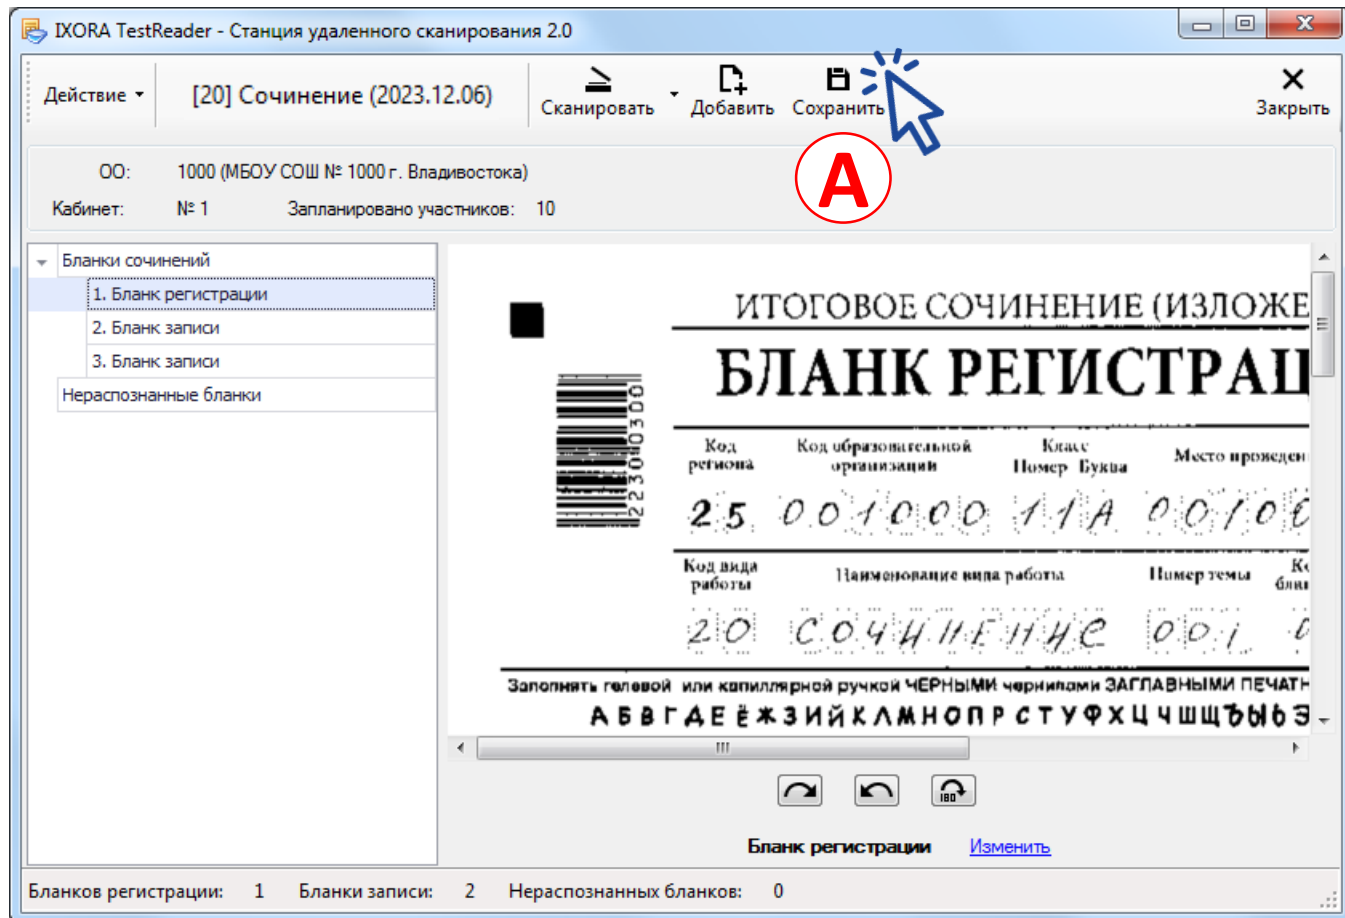 IXORA TestReader - Станция удаленного сканирования 2.0
Действие
[20] Сочинение (2023.12.06)
Сканировать
Добавить
Сохранить
Закрыть
A
ОО: 1000 (МБОУ СОШ № 1000 г. Владивостока)
Кабинет: № 1 Запланировано участников: 10
Бланки сочинений
1. Бланк регистрации
2. Бланк записи
3. Бланк записи
Нераспознанные бланки
ИТОГОВОЕ СОЧИНЕНИЕ (ИЗЛОЖЕ
БЛАНК РЕГИСТРАЦ
Код региона
Код образовательной организации
Класс Номер Буква
Место проведен
25 001000 11А 00100
Код вида работы
Наименование вида работы
Номер темы
20 СОЧИНЕНИЕ 001
Заполнять гелевой или капиллярной ручкой ЧЕРНЫМИ чернилами ЗАГЛАВНЫМИ ПЕЧАТН
А Б В Г Д Е Ё Ж З И Й К Л М Н О П Р С Т У Ф Х Ц Ч Ш Щ Ъ Ы Ь Э
180
Бланк регистрации Изменить
Бланков регистрации: 1 Бланки записи: 2 Нераспознанных бланков: 0